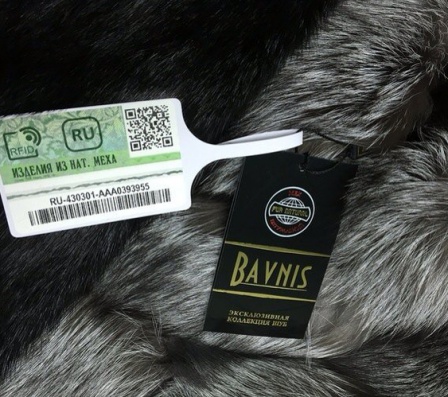 RFID
RU
ИЗДЕЛИЯ ИЗ НАТ. МЕХА
RU-430301-AAA0393955
BAVNIS
ЭКСКЛЮЗИВНАЯ
КОЛЛЕКЦИЯ ШУБ